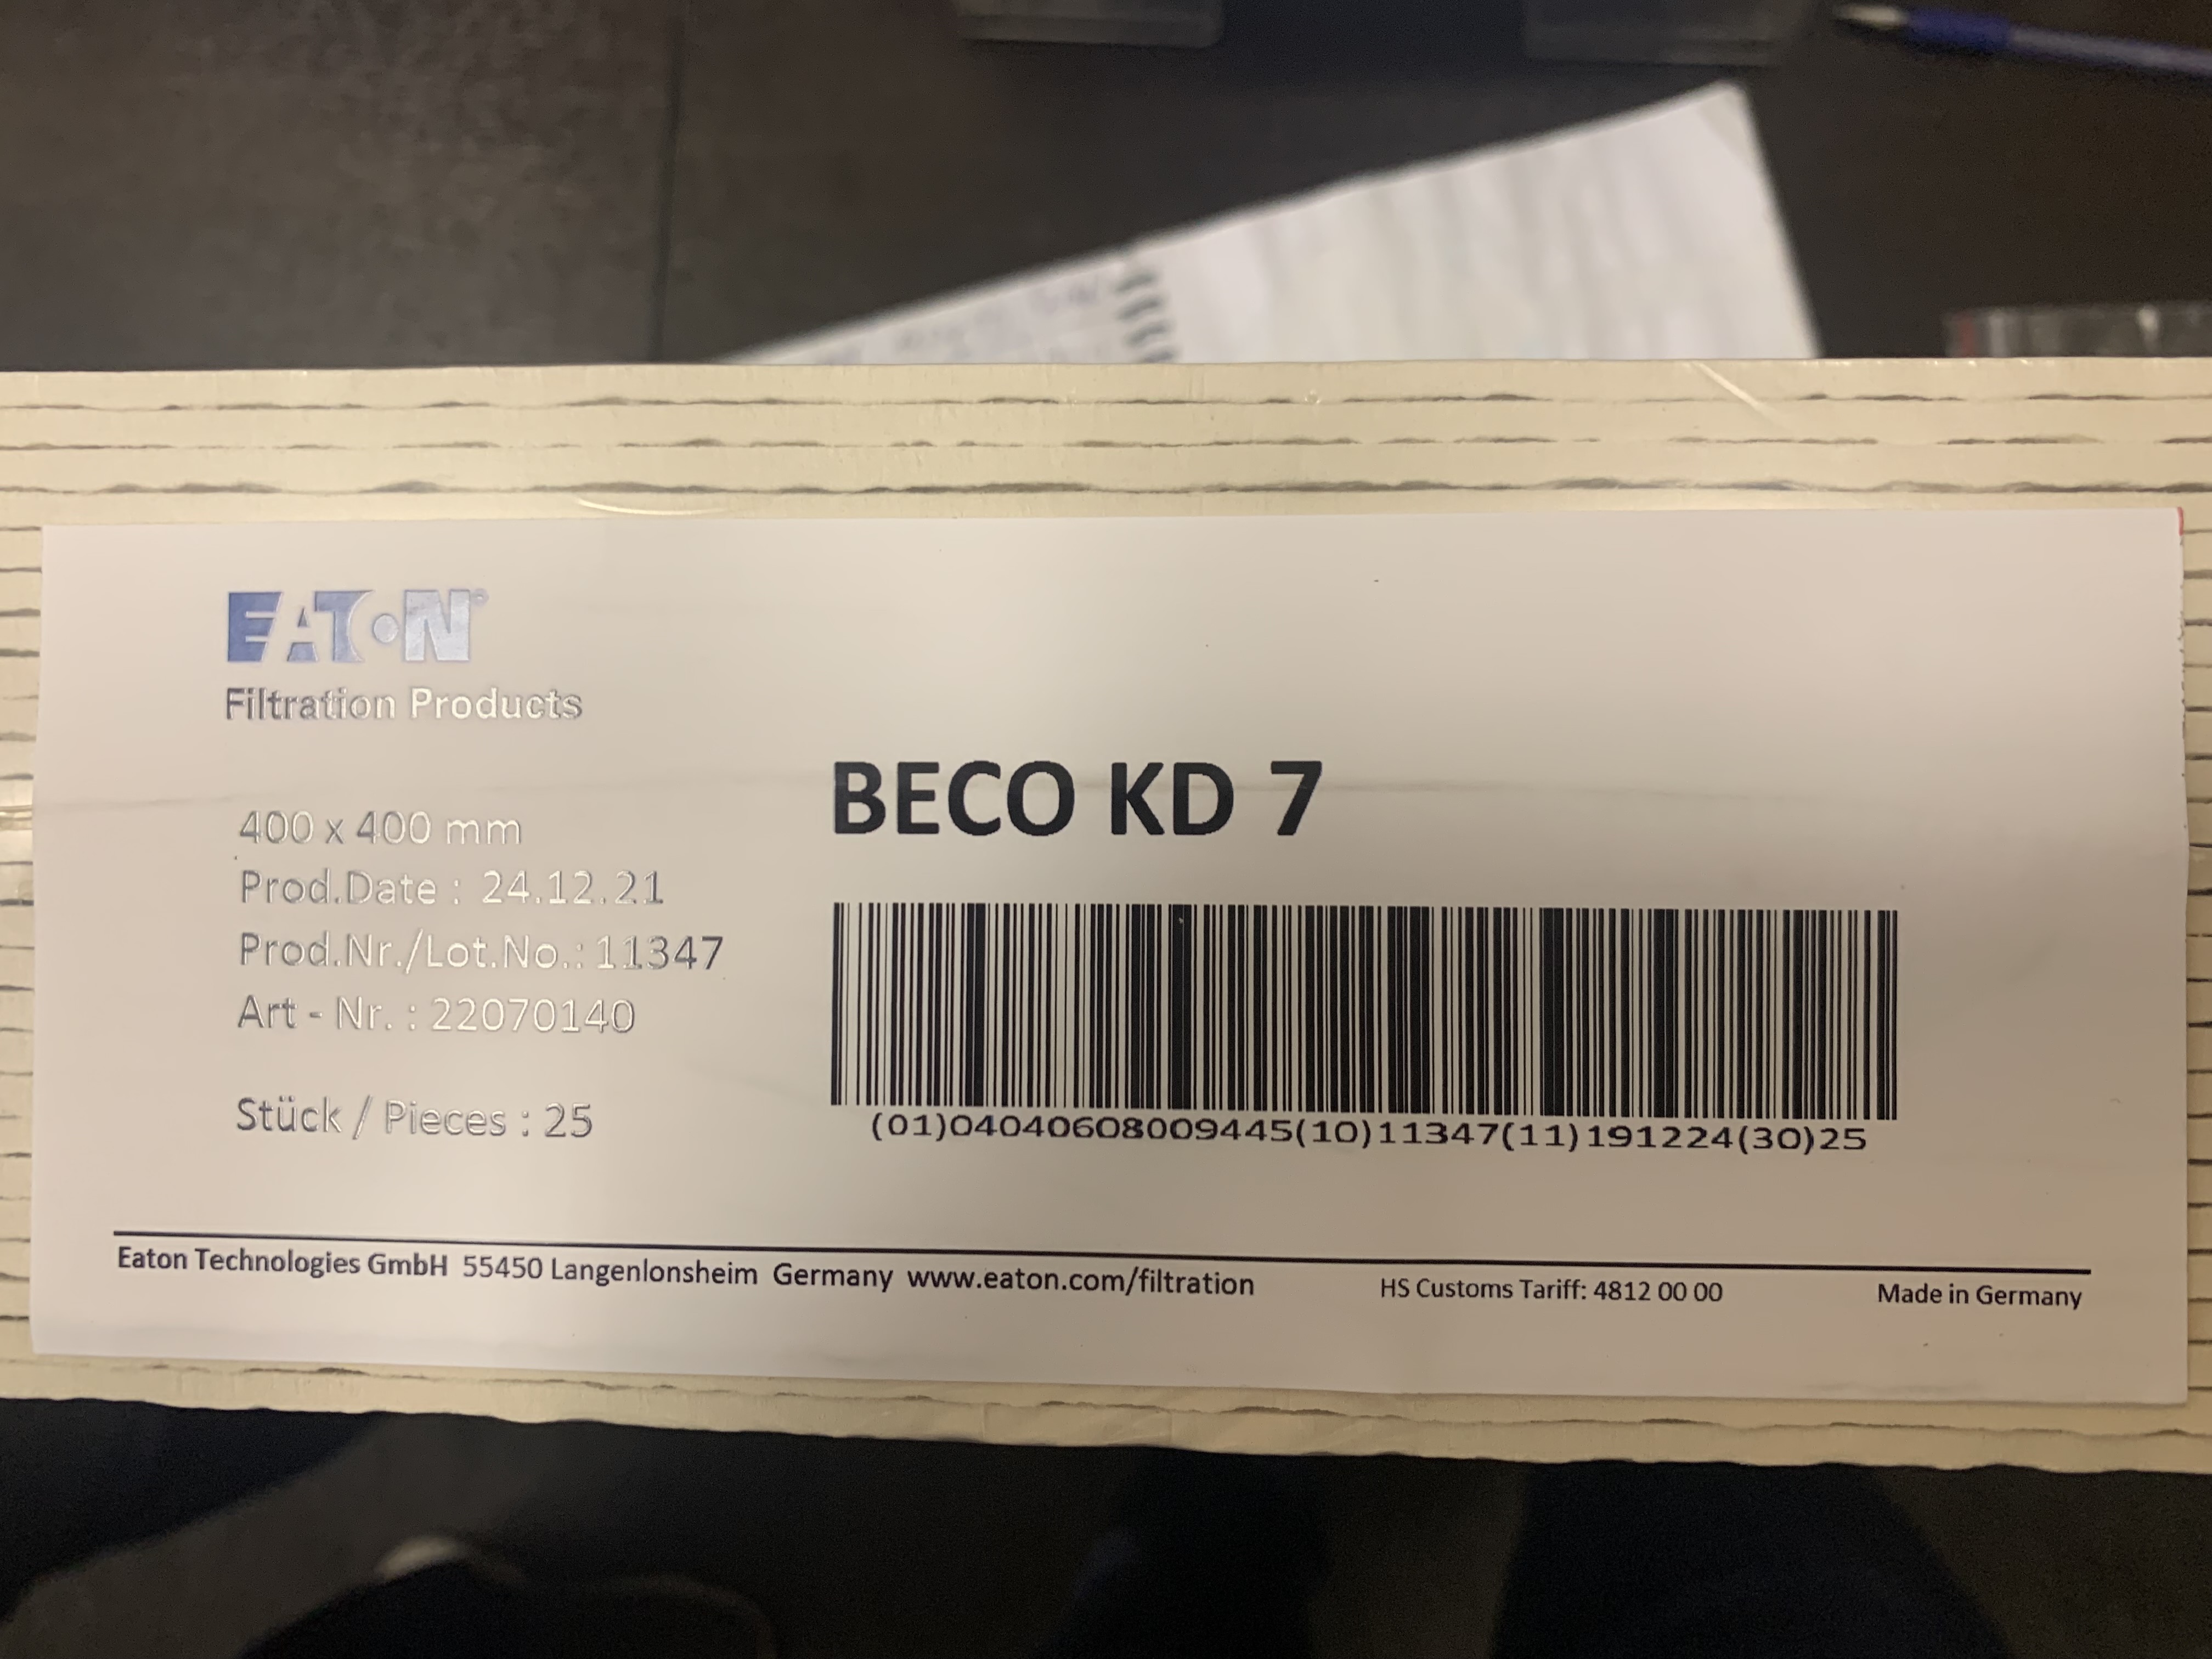 EATON®
Filtration Products
BECO KD 7
400 x 400 mm
Prod.Date : 24.12.21
Prod.Nr./Lot.No.: 11347
Art - Nr. : 22070140
Stück / Pieces : 25
(01)04040608009445(10)11347(11)191224(30)25
Eaton Technologies GmbH 55450 Langenlonsheim Germany www.eaton.com/filtration
HS Customs Tariff: 4812 00 00
Made in Germany